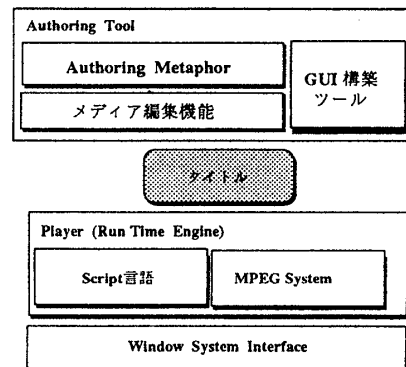 Authoring Tool
Authoring Metaphor
メディア編集機能
GUI 構築
ツール
タイトル
Player (Run Time Engine)
Script言語
MPEG System
Window System Interface